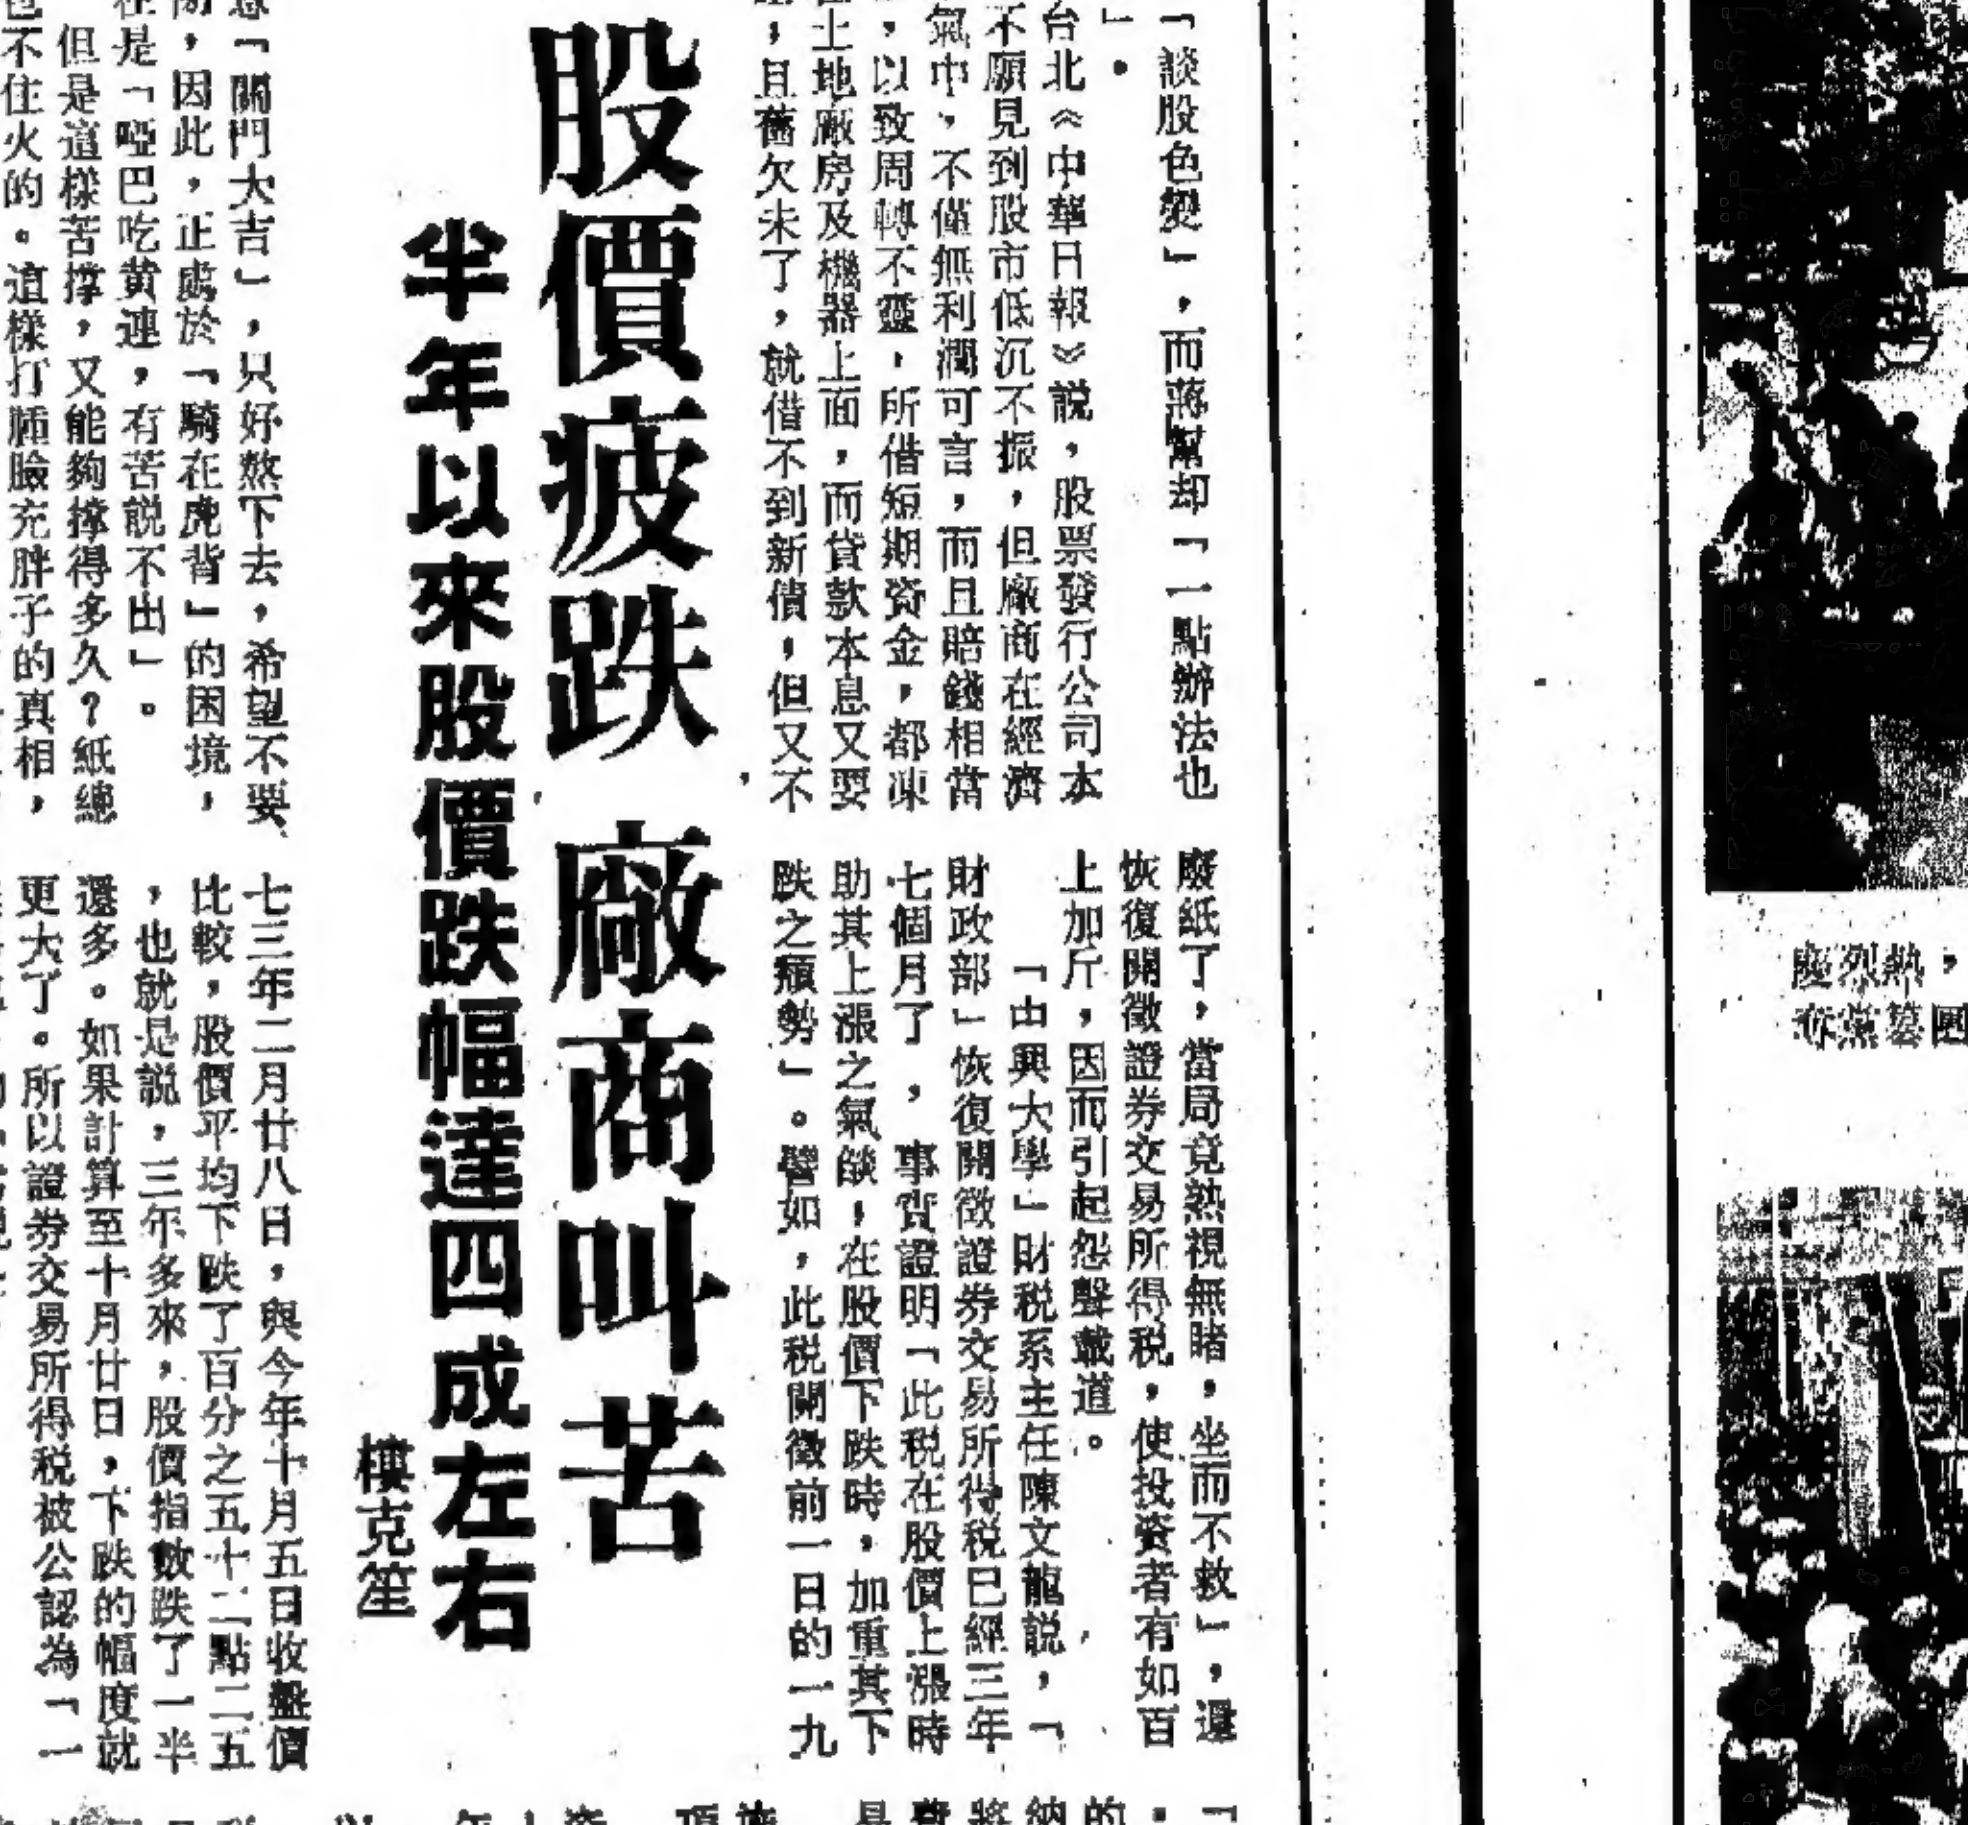 股價疲跌 廠商叫苦
半年以來股價跌幅達四成左右
樓克笙
「談股色變」，而蔣幫却「一點辦法也
」。
台北《中華日報》說，股票發行公司本
不願見到股市低沉不振，但廠商在經濟
氣中，不僅無利潤可言，而且賠錢相當
，以致周轉不靈，所借短期資金，都凍
土地廠房及機器上面，而貸款本息又要
，且舊欠未了，就借不到新債，但又不
「關門大吉」，只好熬下去，希望不要
，因此，正處於「騎在虎背」的困境，
是「啞巴吃黃連，有苦說不出」。
但是這樣苦撐，又能夠撐得多久？紙總
不住火的。這樣打腫臉充胖子的真相，
廢紙了，當局竟熟視無睹，坐而不救」，還
恢復開徵證券交易所得税，使投資者有如百
上加斤，因而引起怨聲載道。
「中興大學」財税系主任陳文龍說，「
財政部」恢復開徵證券交易所得税已經三年
七個月了，事實證明「此税在股價上漲時
助其上漲之氣燄，在股價下跌時，加重其下
跌之頹勢」。譬如，此税開徵前一日的一九
七三年二月廿八日，與今年十月五日收盤價
比較，股價平均下跌了百分之五十二點二五
，也就是説，三年多來，股價指數跌了一半
還多。如果計算至十月廿日，下跌的幅度就
更大了。所以證券交易所得税被公認為「一